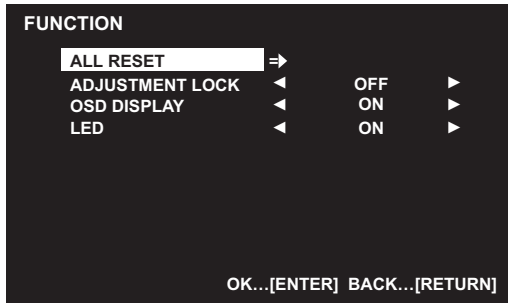 FUNCTION
ALL RESET
ADJUSTMENT LOCK OFF
OSD DISPLAY ON
LED ON
OK…[ENTER] BACK…[RETURN]